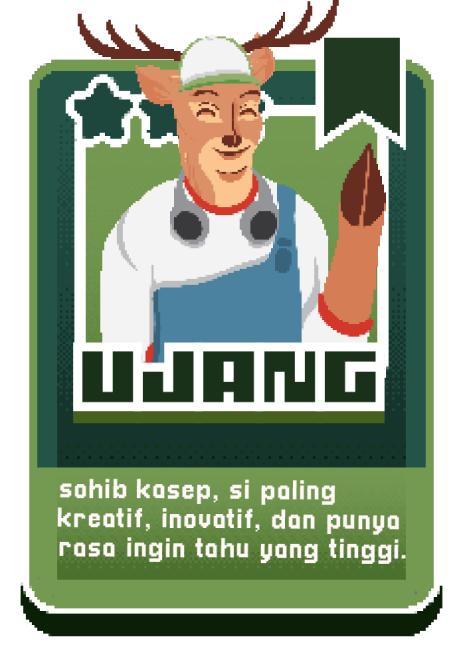 UJANG
sohib kasep, si paling
kreatif, inovatif, dan punya
rasa ingin tahu yang tinggi.